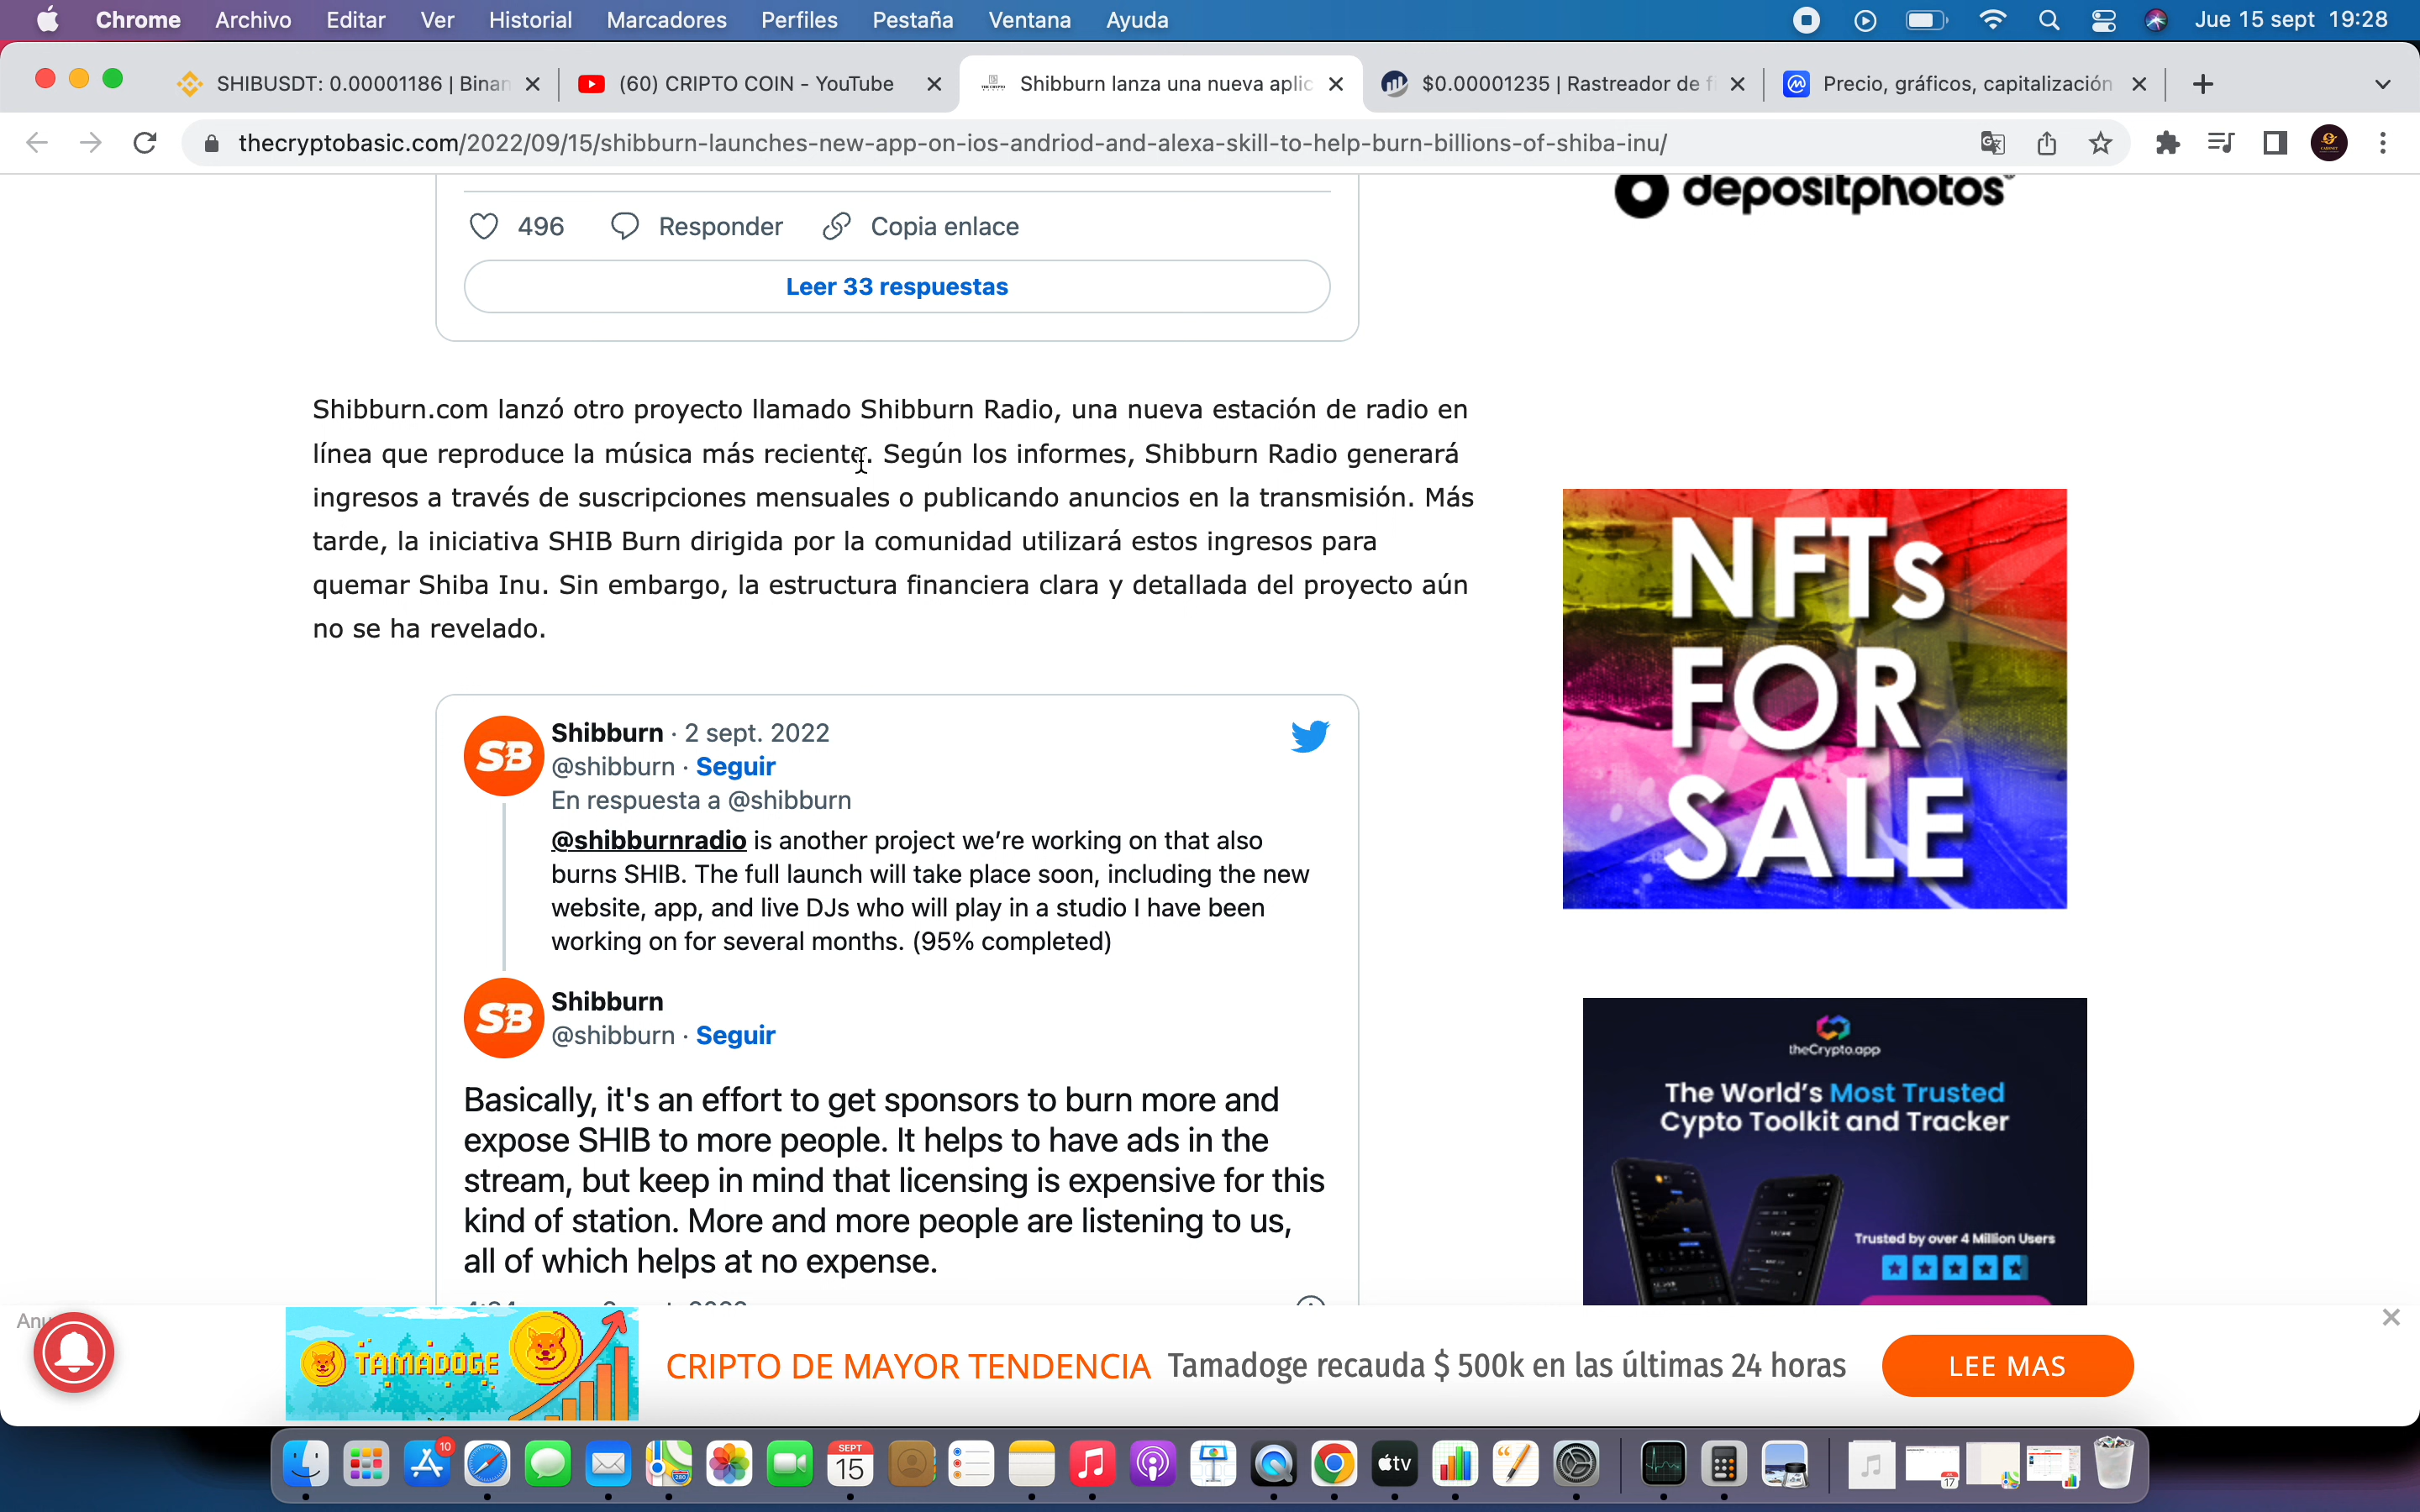 Chrome Archivo Editar Ver Historial Marcadores Perfiles Pestaña Ventana Ayuda Jue 15 sept 19:28
SHIBUSDT: 0.00001186 | Binan (60) CRIPTO COIN - YouTube Shibburn lanza una nueva aplic $0.00001235 | Rastreador de fi Precio, gráficos, capitalización
thecryptobasic.com/2022/09/15/shibburn-launches-new-app-on-ios-andriod-and-alexa-skill-to-help-burn-billions-of-shiba-inu/
depositphotos
496 Responder Copia enlace
Leer 33 respuestas
Shibburn.com lanzó otro proyecto llamado Shibburn Radio, una nueva estación de radio en
línea que reproduce la música más reciente. Según los informes, Shibburn Radio generará
ingresos a través de suscripciones mensuales o publicando anuncios en la transmisión. Más
tarde, la iniciativa SHIB Burn dirigida por la comunidad utilizará estos ingresos para
quemar Shiba Inu. Sin embargo, la estructura financiera clara y detallada del proyecto aún
no se ha revelado.
NFTs
FOR
SALE
SB
Shibburn · 2 sept. 2022
@shibburn · Seguir
En respuesta a @shibburn
@shibburnradio is another project we’re working on that also
burns SHIB. The full launch will take place soon, including the new
website, app, and live DJs who will play in a studio I have been
working on for several months. (95% completed)
SB
Shibburn
@shibburn · Seguir
Basically, it's an effort to get sponsors to burn more and
expose SHIB to more people. It helps to have ads in the
stream, but keep in mind that licensing is expensive for this
kind of station. More and more people are listening to us,
all of which helps at no expense.
theCrypto.app
The World’s Most Trusted
Cypto Toolkit and Tracker
Trusted by over 4 Million Users
TAMADOGE
CRIPTO DE MAYOR TENDENCIA Tamadoge recauda $ 500k en las últimas 24 horas
LEE MAS
10
SEPT
15
280
tv
17